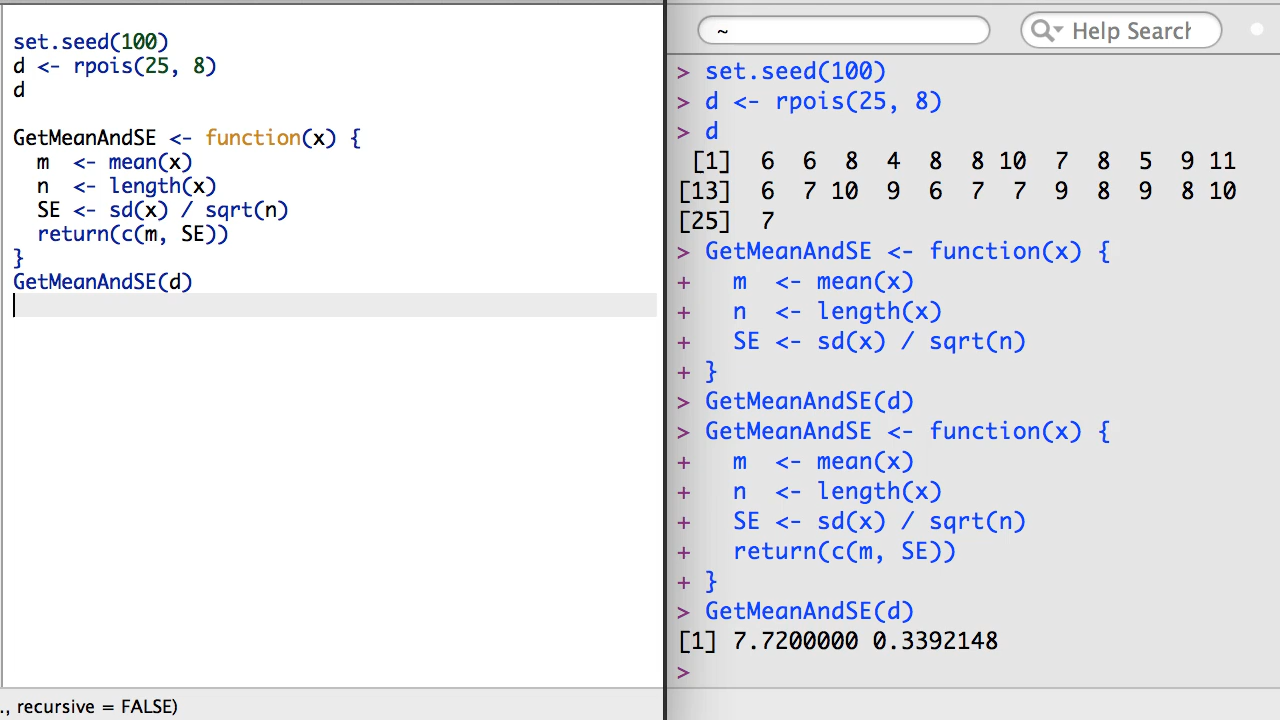 set.seed(100)
d <- rpois(25, 8)
d
GetMeanAndSE <- function(x) {
  m  <- mean(x)
  n  <- length(x)
  SE <- sd(x) / sqrt(n)
  return(c(m, SE))
}
GetMeanAndSE(d)
., recursive = FALSE)
~
Help Search
> set.seed(100)
> d <- rpois(25, 8)
> d
 [1]  6  6  8  4  8  8 10  7  8  5  9 11
[13]  6  7 10  9  6  7  7  9  8  9  8 10
[25]  7
> GetMeanAndSE <- function(x) {
+   m  <- mean(x)
+   n  <- length(x)
+   SE <- sd(x) / sqrt(n)
+ }
> GetMeanAndSE(d)
> GetMeanAndSE <- function(x) {
+   m  <- mean(x)
+   n  <- length(x)
+   SE <- sd(x) / sqrt(n)
+   return(c(m, SE))
+ }
> GetMeanAndSE(d)
[1] 7.7200000 0.3392148
>